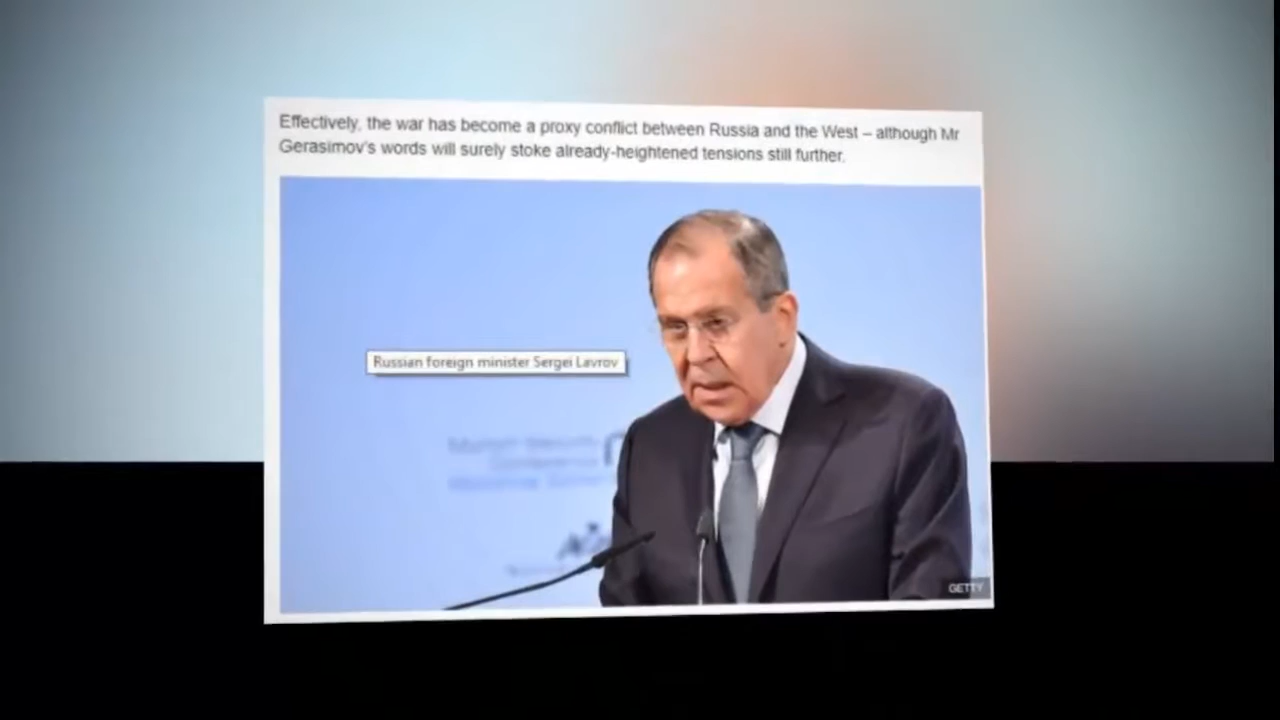 Effectively, the war has become a proxy conflict between Russia and the West – although Mr
Gerasimov's words will surely stoke already-heightened tensions still further.
Russian foreign minister Sergei Lavrov
Conference
GETTY